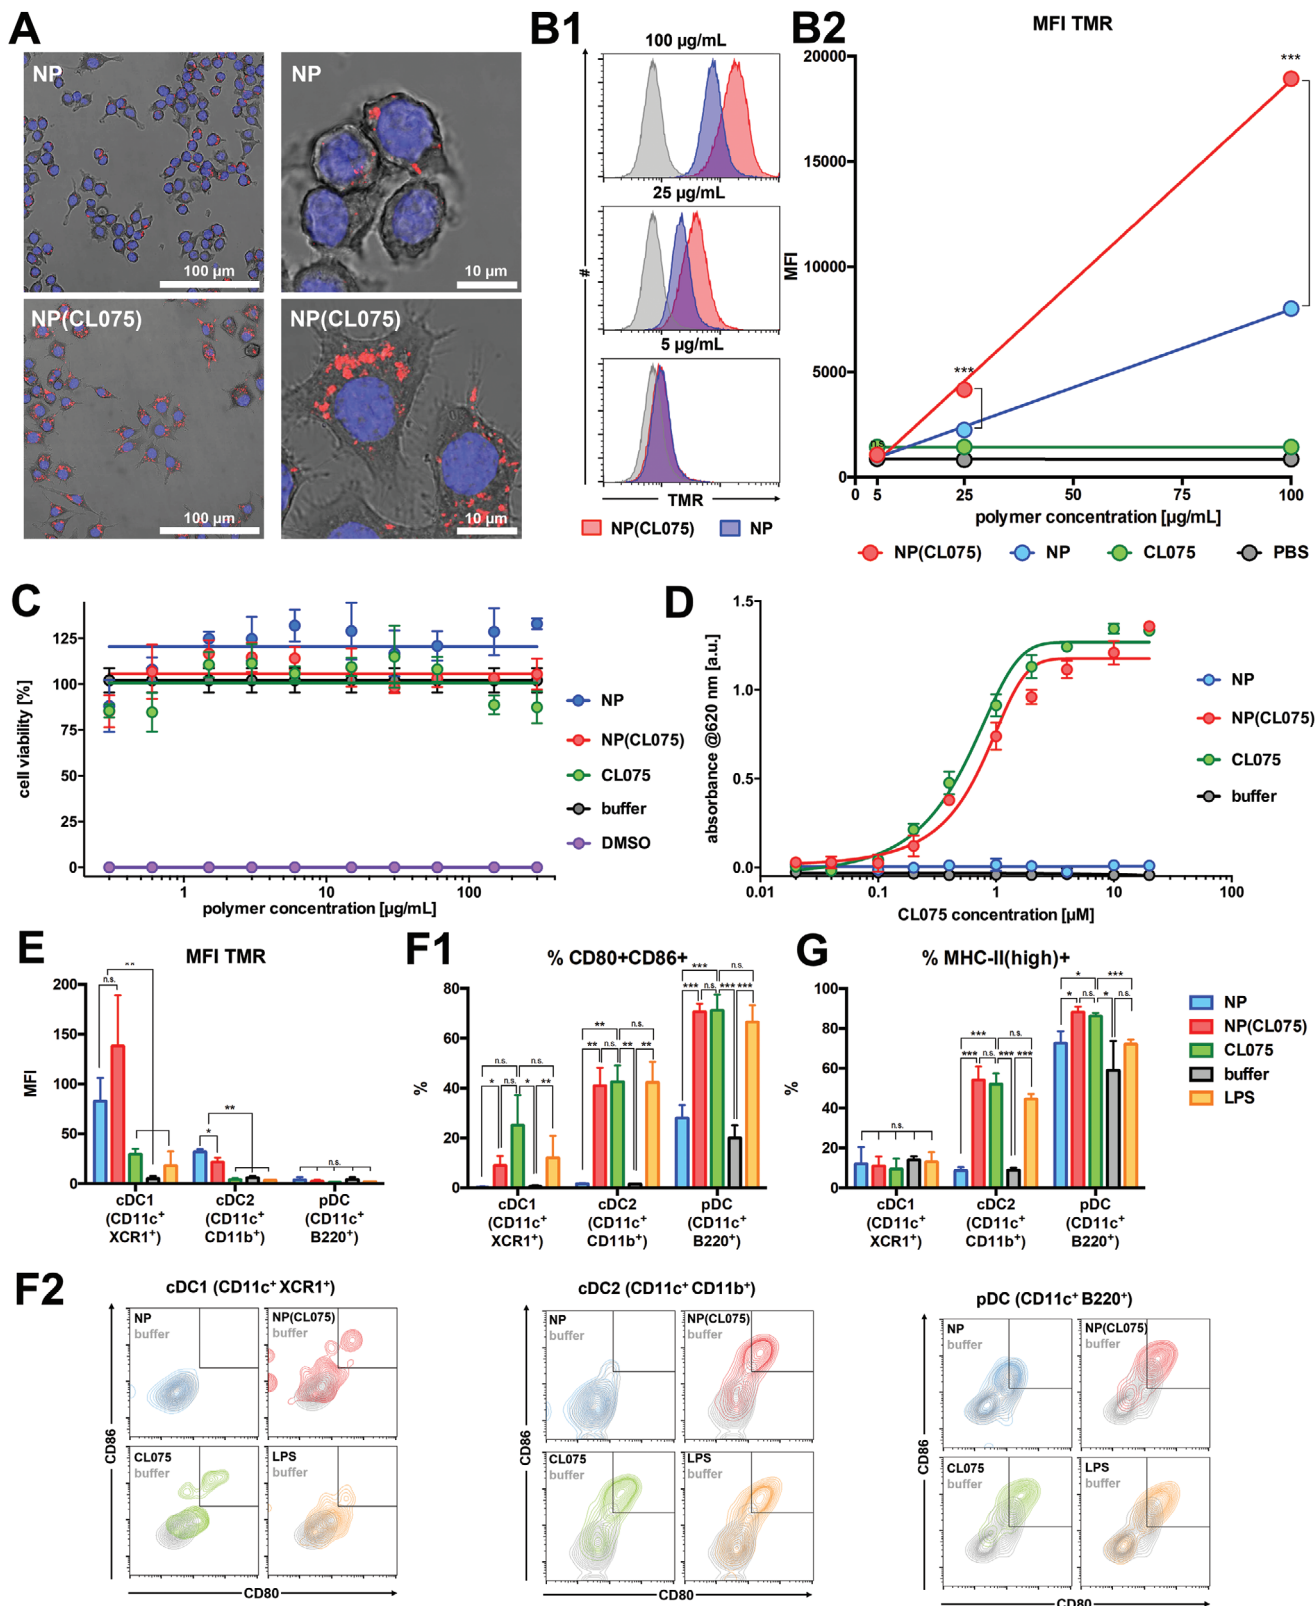 A
NP
100 µm
NP
10 µm
NP(CL075)
100 µm
NP(CL075)
10 µm
B1
100 µg/mL
25 µg/mL
5 µg/mL
#
TMR
NP(CL075) NP
B2
MFI TMR
20000
15000
10000
5000
0
MFI
***
***
n.s.
0 5 25 50 75 100
polymer concentration [µg/mL]
NP(CL075) NP CL075 PBS
C
125
100
75
50
25
0
cell viability [%]
1 10 100
polymer concentration [µg/mL]
NP
NP(CL075)
CL075
buffer
DMSO
D
1.5
1.0
0.5
0.0
absorbance @620 nm [a.u.]
0.01 0.1 1 10 100
CL075 concentration [µM]
NP
NP(CL075)
CL075
buffer
E
MFI TMR
200
150
100
50
0
MFI
**
n.s.
**
*
n.s.
cDC1 cDC2 pDC
(CD11c+ (CD11c+ (CD11c+
XCR1+) CD11b+) B220+)
F1
% CD80+CD86+
80
60
40
20
0
%
n.s. n.s.
* n.s. * **
** n.s.
** n.s. ** **
*** n.s.
*** n.s. *** ***
cDC1 cDC2 pDC
(CD11c+ (CD11c+ (CD11c+
XCR1+) CD11b+) B220+)
G
% MHC-II(high)+
100
80
60
40
20
0
%
n.s.
*** n.s.
*** n.s. *** ***
* ***
* n.s. * n.s.
cDC1 cDC2 pDC
(CD11c+ (CD11c+ (CD11c+
XCR1+) CD11b+) B220+)
NP
NP(CL075)
CL075
buffer
LPS
F2
cDC1 (CD11c+ XCR1+)
NP
buffer
NP(CL075)
buffer
CL075
buffer
LPS
buffer
CD86
CD80
cDC2 (CD11c+ CD11b+)
NP
buffer
NP(CL075)
buffer
CL075
buffer
LPS
buffer
CD86
CD80
pDC (CD11c+ B220+)
NP
buffer
NP(CL075)
buffer
CL075
buffer
LPS
buffer
CD86
CD80